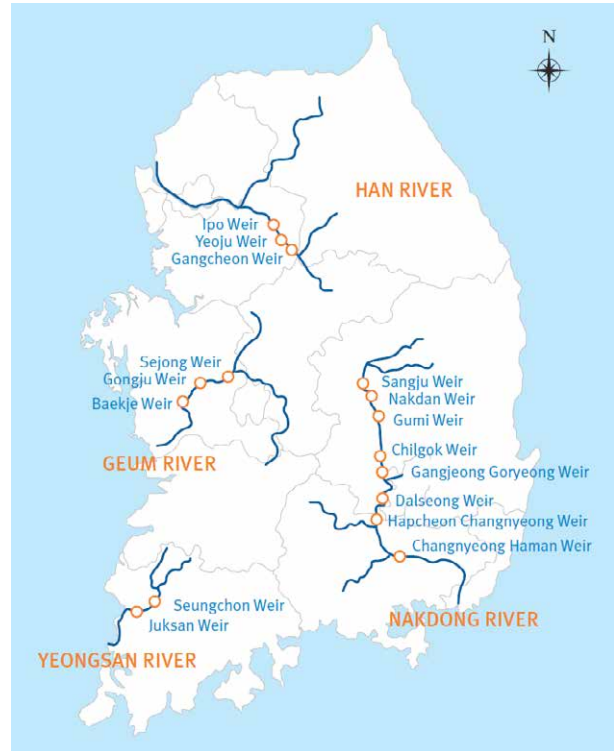 N
HAN RIVER
Ipo Weir
Yeoju Weir
Gangcheon Weir
Sejong Weir
Gongju Weir
Baekje Weir
GEUM RIVER
Sangju Weir
Nakdan Weir
Gumi Weir
Chilgok Weir
Gangjeong Goryeong Weir
Dalseong Weir
Hapcheon Changnyeong Weir
Changnyeong Haman Weir
NAKDONG RIVER
Seungchon Weir
Juksan Weir
YEONGSAN RIVER